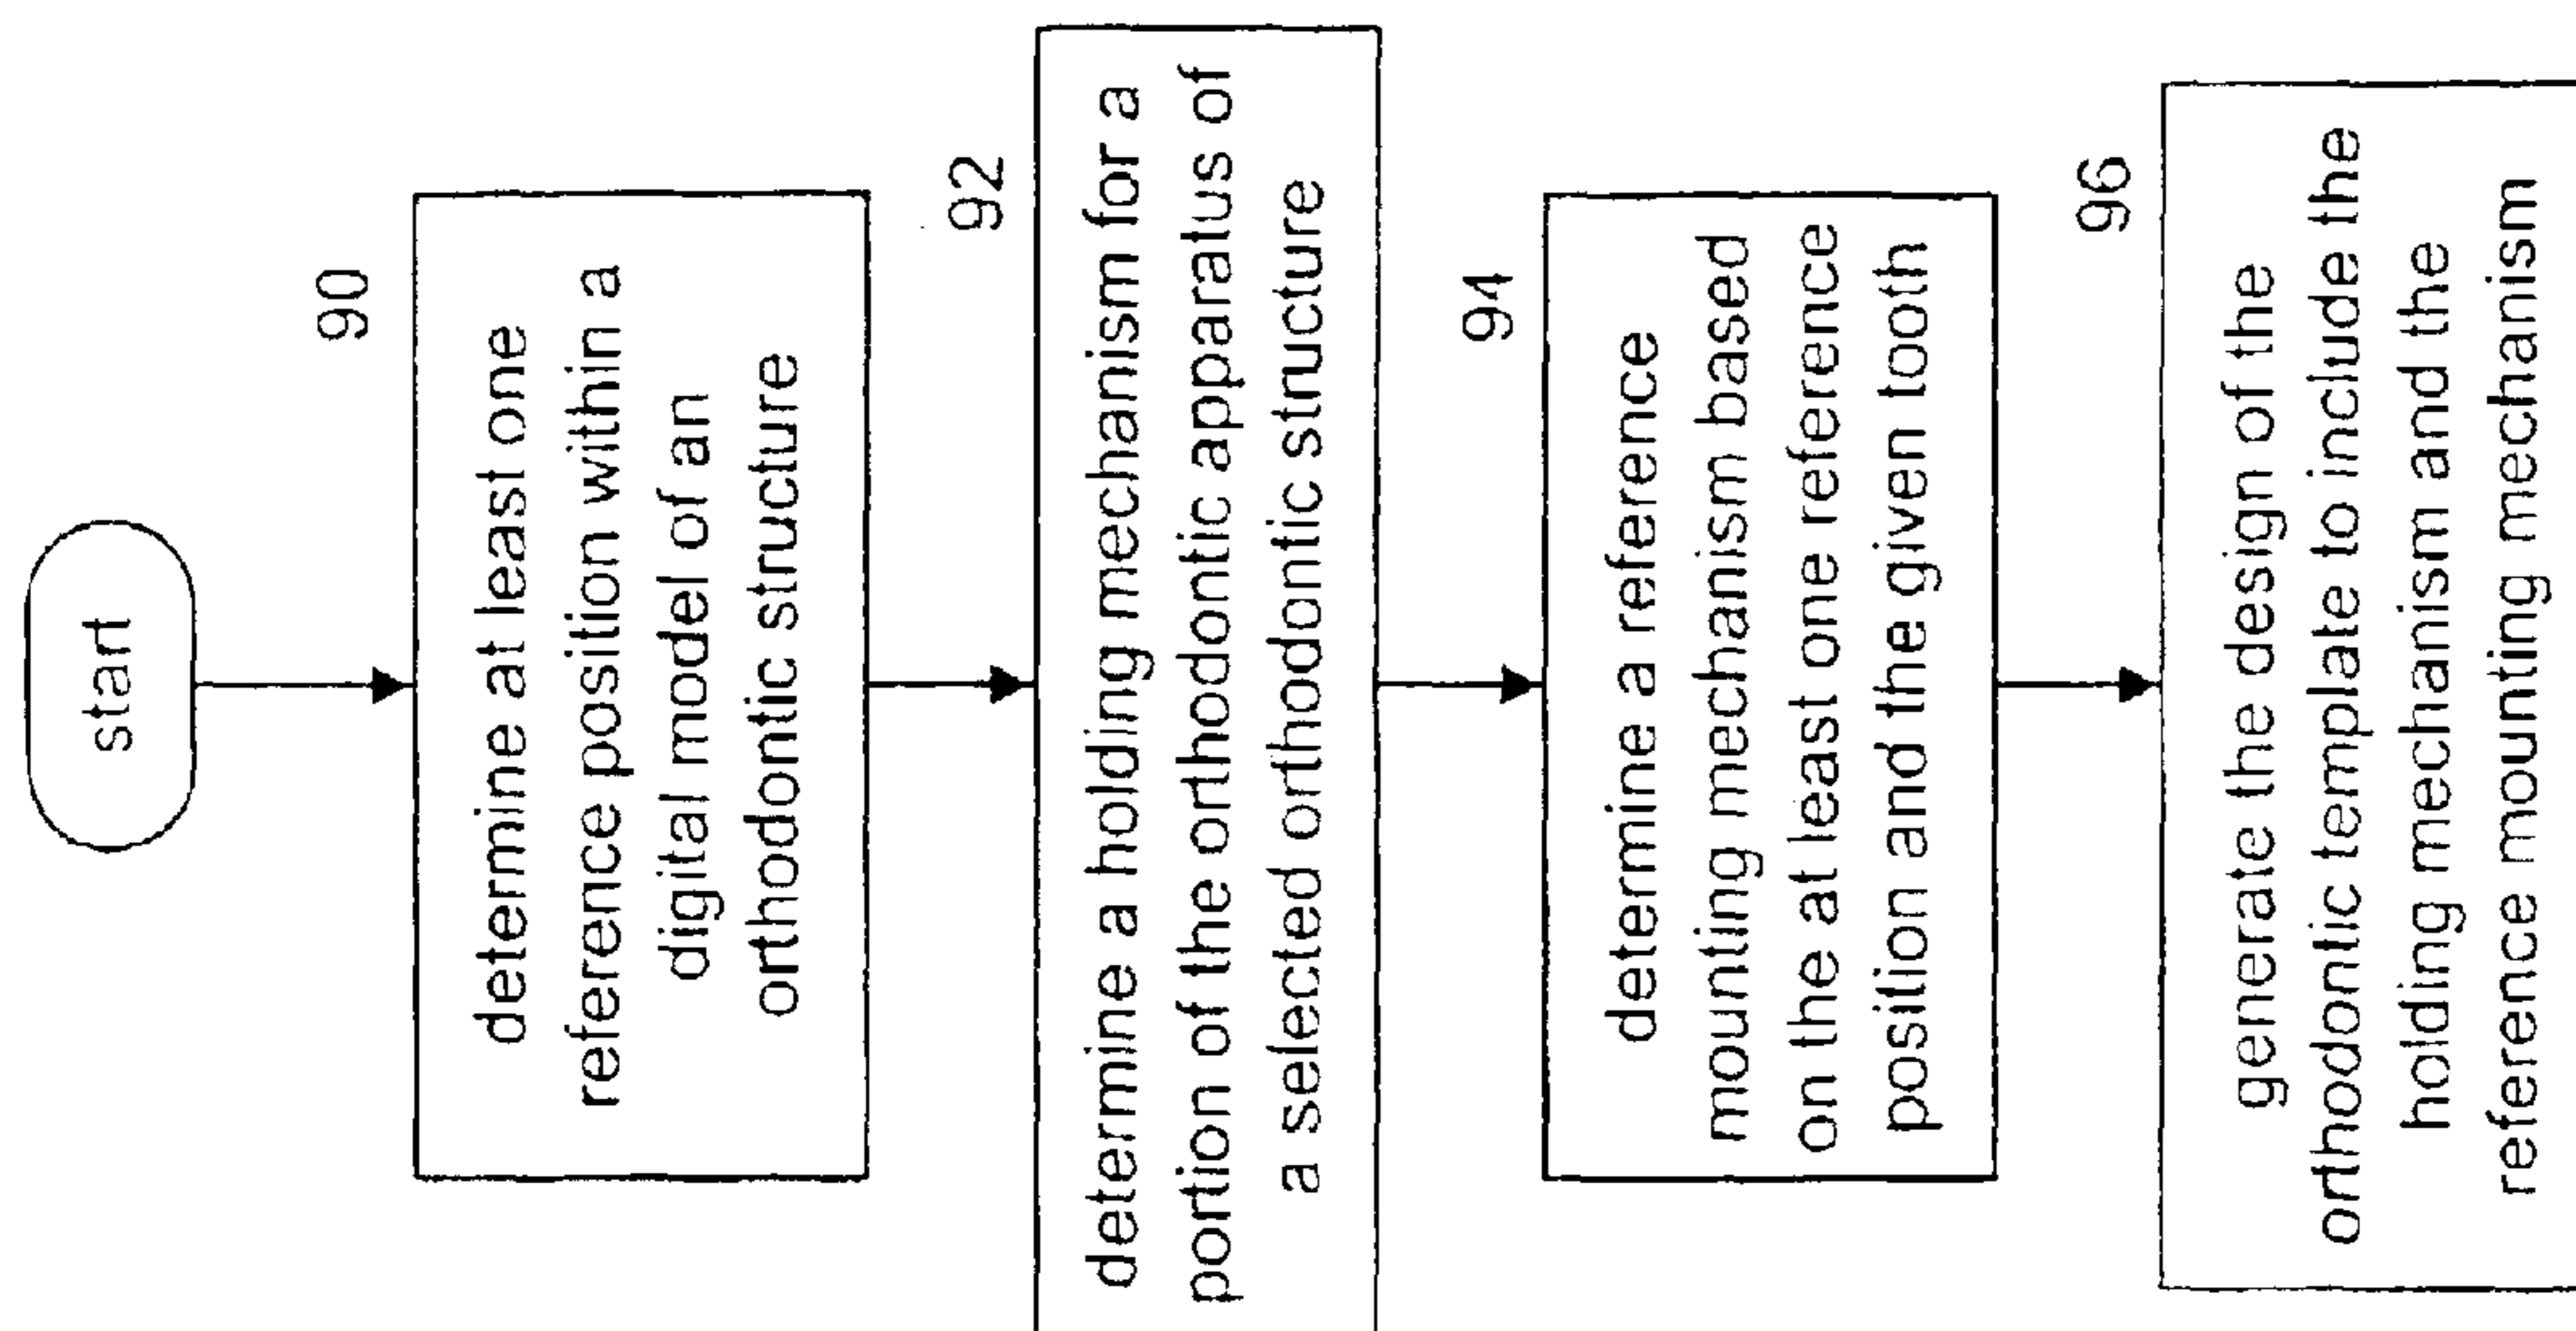 start
90
determine at least one
reference position within a
digital model of an
orthodontic structure
92
determine a holding mechanism for a
portion of the orthodontic apparatus of
a selected orthodontic structure
94
determine a reference
mounting mechanism based
on the at least one reference
position and the given tooth
96
generate the design of the
orthodontic template to include the
holding mechanism and the
reference mounting mechanism